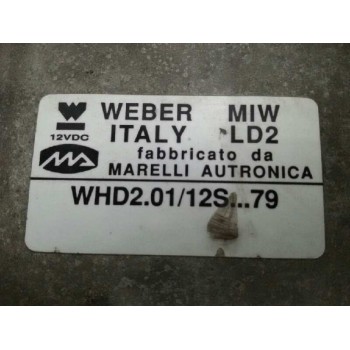 WEBER MIW
12VDC ITALY LD2
fabbricato da
MARELLI AUTRONICA
WHD2.01/12S...79